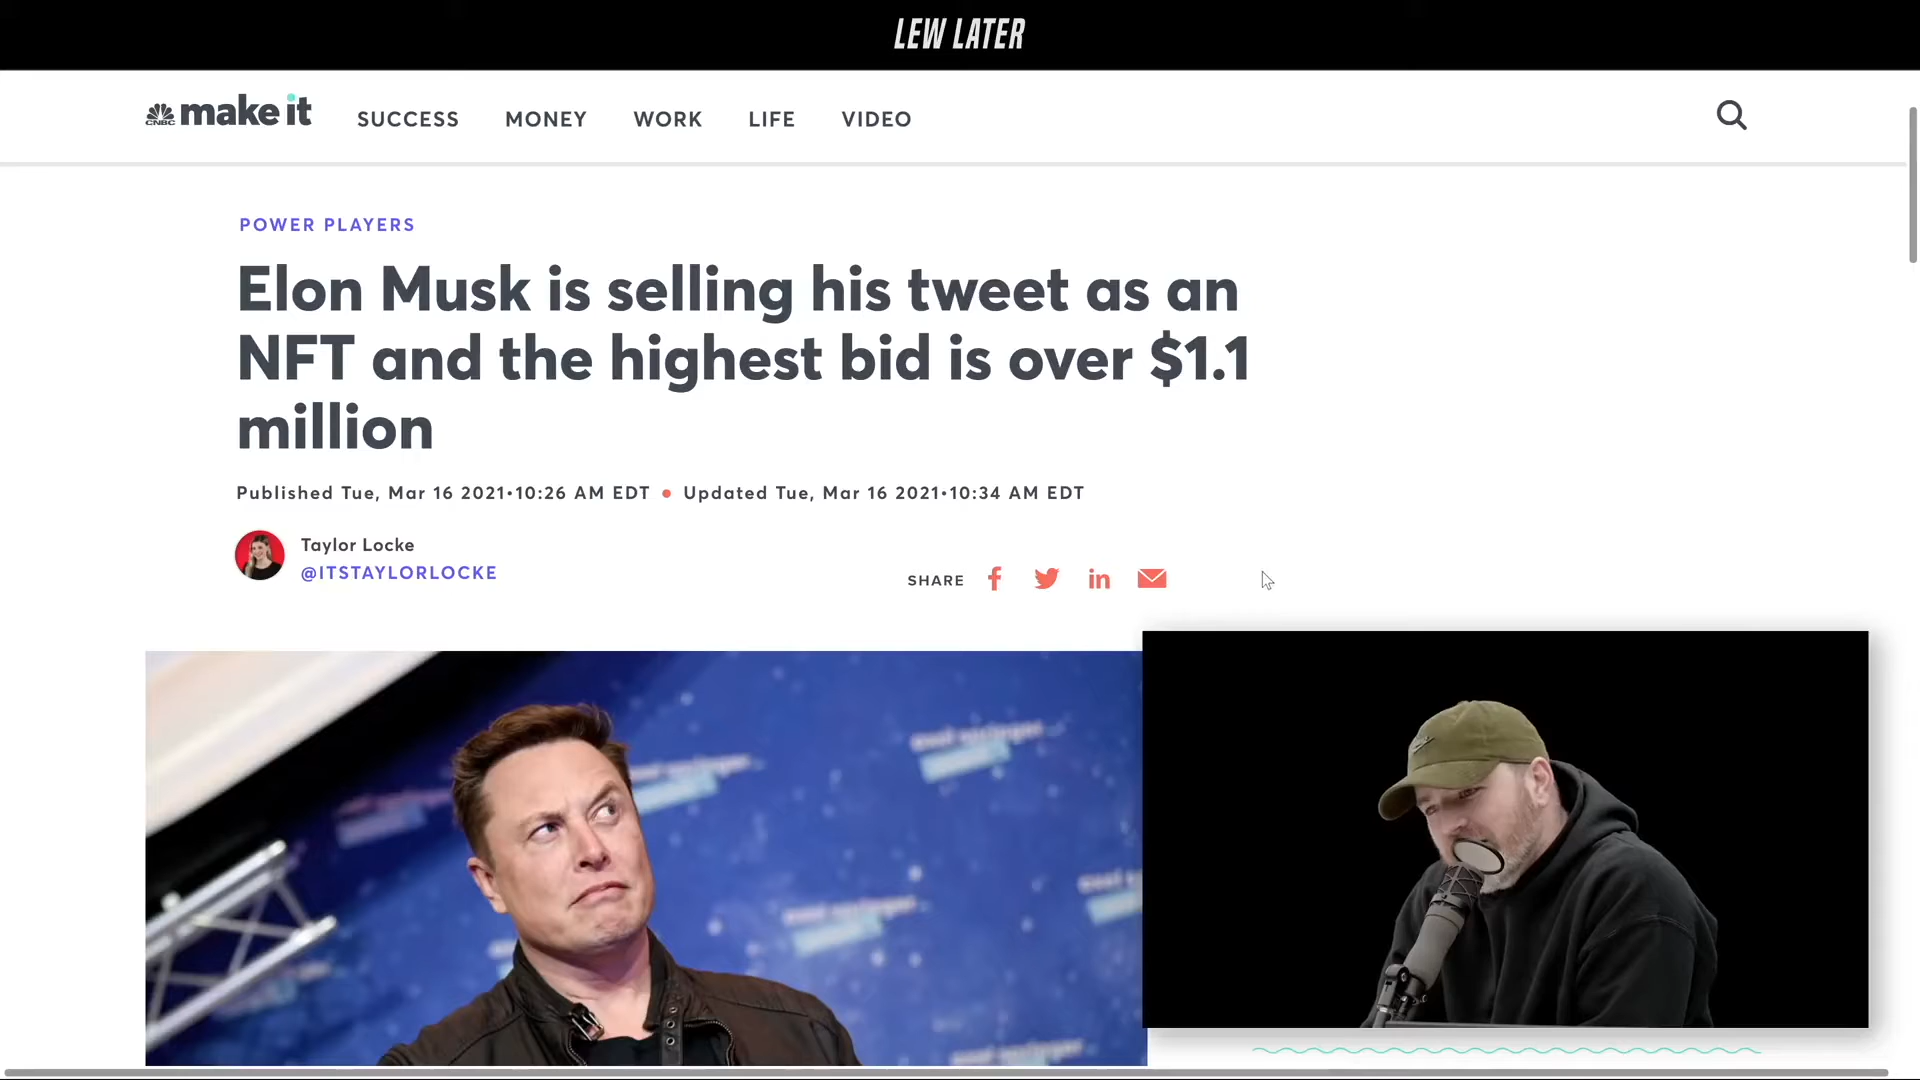 LEW LATER
CNBC make it SUCCESS MONEY WORK LIFE VIDEO
POWER PLAYERS
Elon Musk is selling his tweet as an
NFT and the highest bid is over $1.1
million
Published Tue, Mar 16 2021•10:26 AM EDT • Updated Tue, Mar 16 2021•10:34 AM EDT
Taylor Locke
@ITSTAYLORLOCKE
SHARE